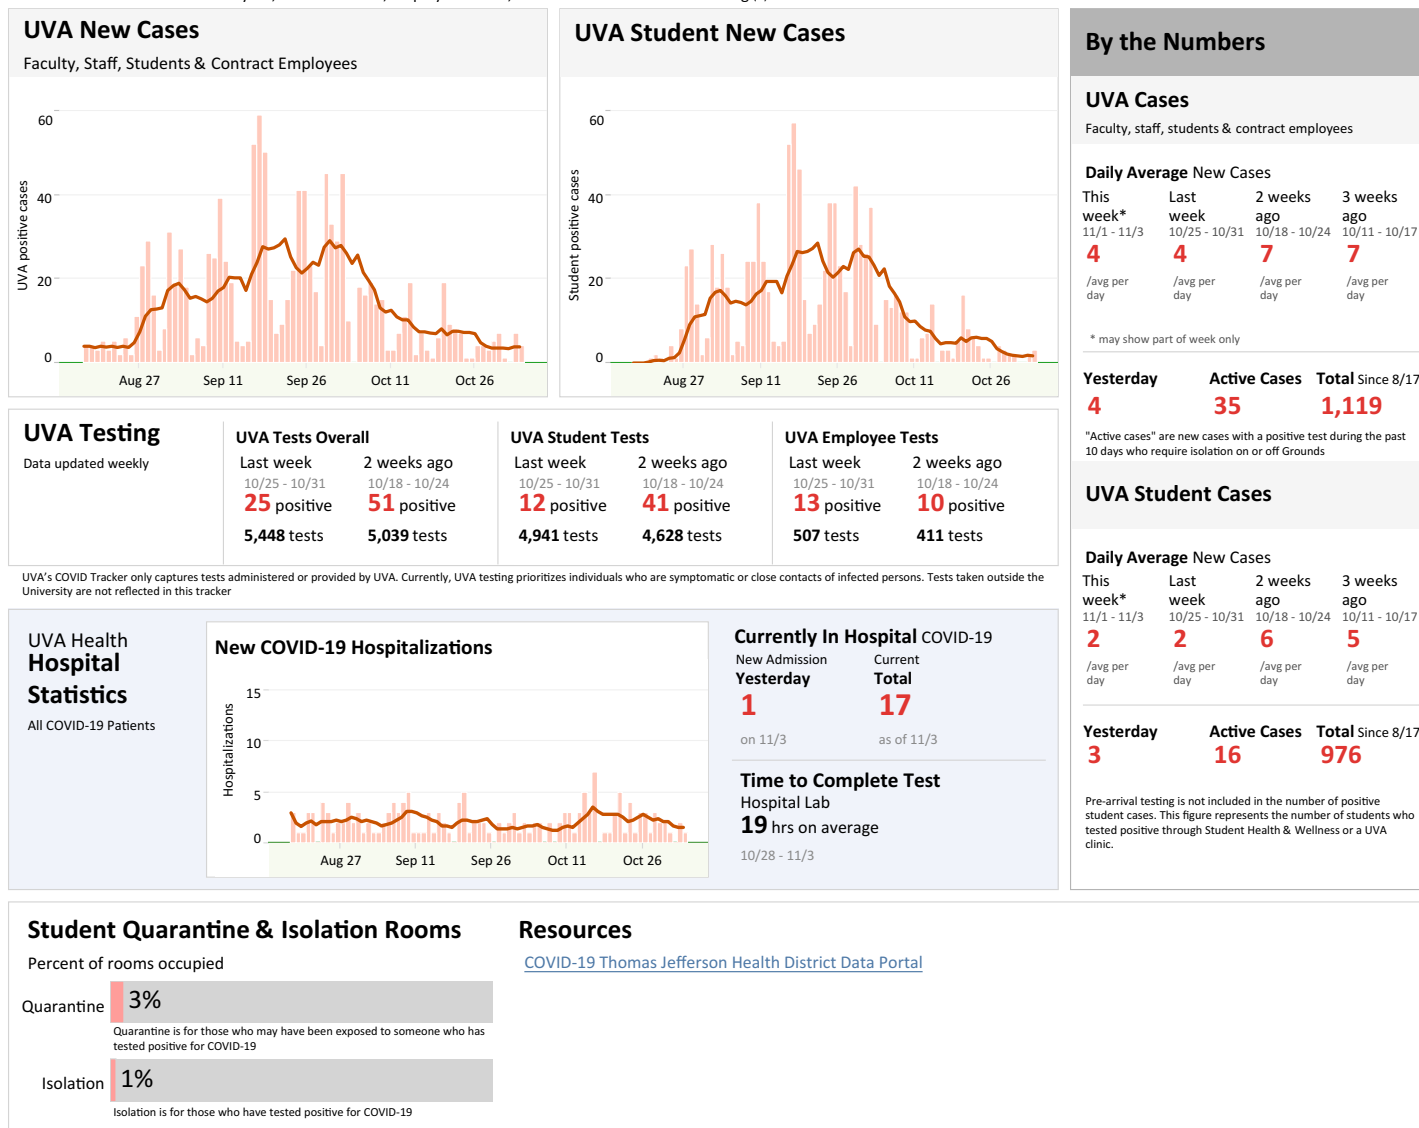 UVA New Cases
Faculty, Staff, Students & Contract Employees
60
40
20
0
UVA positive cases
Aug 27 Sep 11 Sep 26 Oct 11 Oct 26
UVA Student New Cases
60
40
20
0
Student positive cases
Aug 27 Sep 11 Sep 26 Oct 11 Oct 26
UVA Testing
Data updated weekly
UVA Tests Overall
Last week 2 weeks ago
10/25 - 10/31 10/18 - 10/24
25 positive 51 positive
5,448 tests 5,039 tests
UVA Student Tests
Last week 2 weeks ago
10/25 - 10/31 10/18 - 10/24
12 positive 41 positive
4,941 tests 4,628 tests
UVA Employee Tests
Last week 2 weeks ago
10/25 - 10/31 10/18 - 10/24
13 positive 10 positive
507 tests 411 tests
UVA's COVID Tracker only captures tests administered or provided by UVA. Currently, UVA testing prioritizes individuals who are symptomatic or close contacts of infected persons. Tests taken outside the
University are not reflected in this tracker
UVA Health
Hospital
Statistics
All COVID-19 Patients
New COVID-19 Hospitalizations
15
10
5
0
Hospitalizations
Aug 27 Sep 11 Sep 26 Oct 11 Oct 26
Currently In Hospital COVID-19
New Admission Current
Yesterday Total
1 17
on 11/3 as of 11/3
Time to Complete Test
Hospital Lab
19 hrs on average
10/28 - 11/3
By the Numbers
UVA Cases
Faculty, staff, students & contract employees
Daily Average New Cases
This Last 2 weeks 3 weeks
week* week ago ago
11/1 - 11/3 10/25 - 10/31 10/18 - 10/24 10/11 - 10/17
4 4 7 7
/avg per /avg per /avg per /avg per
day day day day
* may show part of week only
Yesterday Active Cases Total Since 8/17
4 35 1,119
"Active cases" are new cases with a positive test during the past
10 days who require isolation on or off Grounds
UVA Student Cases
Daily Average New Cases
This Last 2 weeks 3 weeks
week* week ago ago
11/1 - 11/3 10/25 - 10/31 10/18 - 10/24 10/11 - 10/17
2 2 6 5
/avg per /avg per /avg per /avg per
day day day day
Yesterday Active Cases Total Since 8/17
3 16 976
Pre-arrival testing is not included in the number of positive
student cases. This figure represents the number of students who
tested positive through Student Health & Wellness or a UVA
clinic.
Student Quarantine & Isolation Rooms
Percent of rooms occupied
Quarantine 3%
Quarantine is for those who may have been exposed to someone who has
tested positive for COVID-19
Isolation 1%
Isolation is for those who have tested positive for COVID-19
Resources
COVID-19 Thomas Jefferson Health District Data Portal